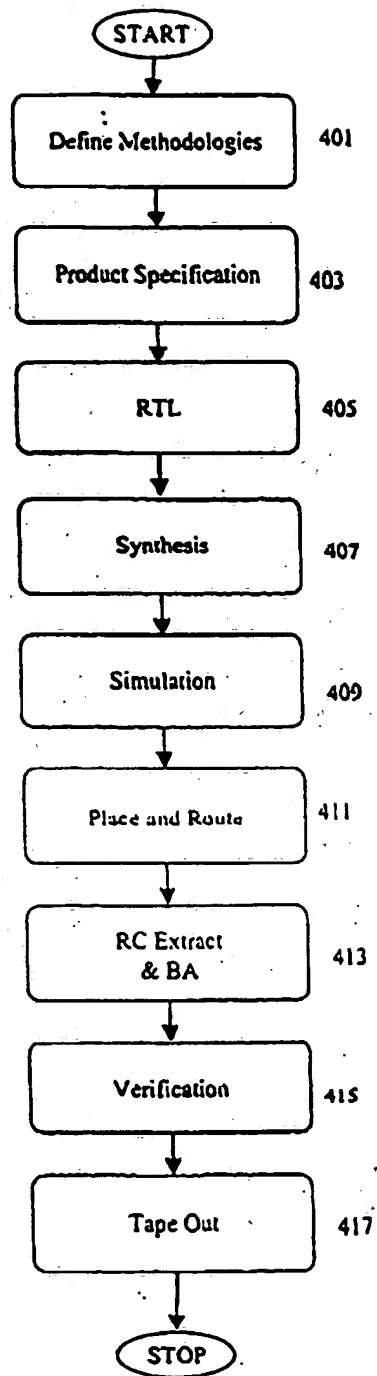 START
Define Methodologies 401
Product Specification 403
RTL 405
Synthesis 407
Simulation 409
Place and Route 411
RC Extract 413
& BA
Verification 415
Tape Out 417
STOP